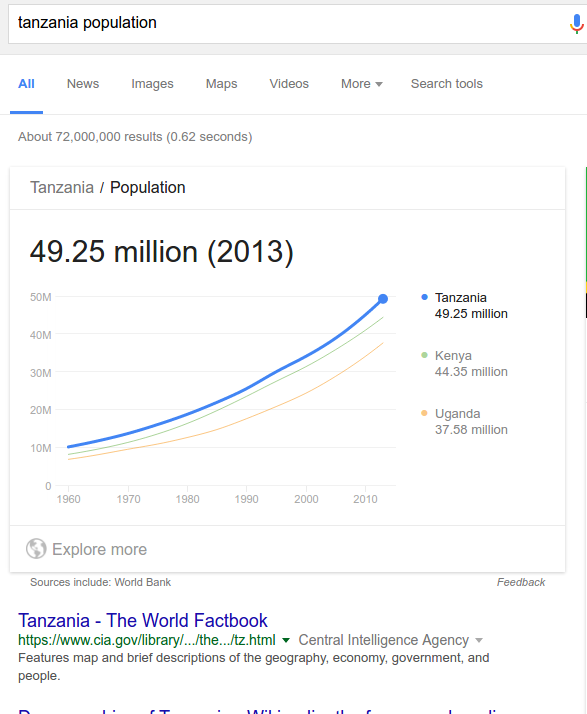 tanzania population
All News Images Maps Videos More Search tools
About 72,000,000 results (0.62 seconds)
Tanzania / Population
49.25 million (2013)
50M
40M
30M
20M
10M
0
1960 1970 1980 1990 2000 2010
Tanzania
49.25 million
Kenya
44.35 million
Uganda
37.58 million
Explore more
Sources include: World Bank Feedback
Tanzania - The World Factbook
https://www.cia.gov/library/.../the.../tz.html Central Intelligence Agency
Features map and brief descriptions of the geography, economy, government, and
people.